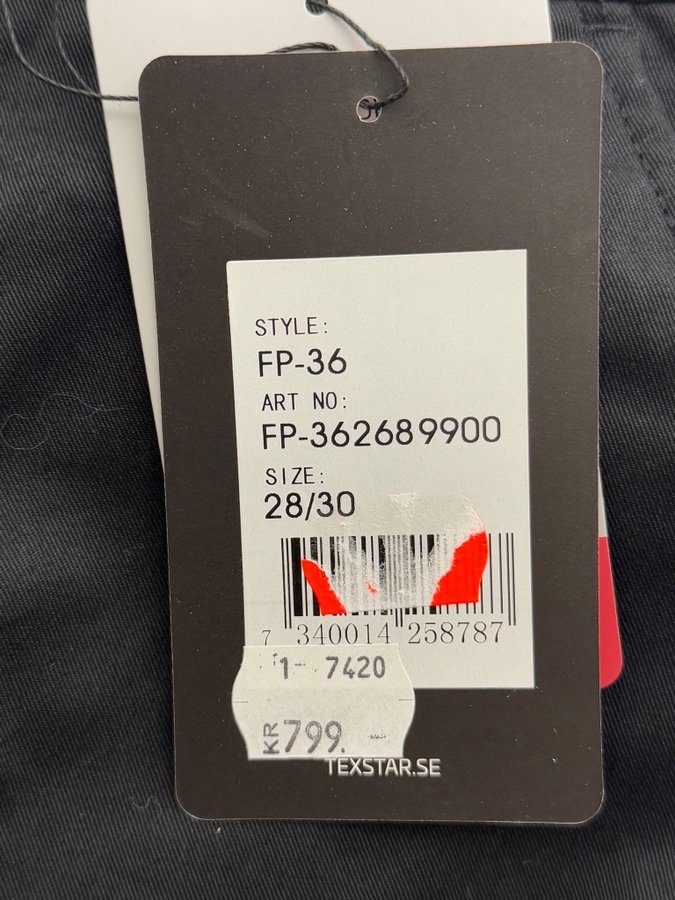 STYLE:
FP-36
ART NO:
FP-362689900
SIZE:
28/30
7 340014 258787
1- 7420
KR 799.-
TEXSTAR.SE